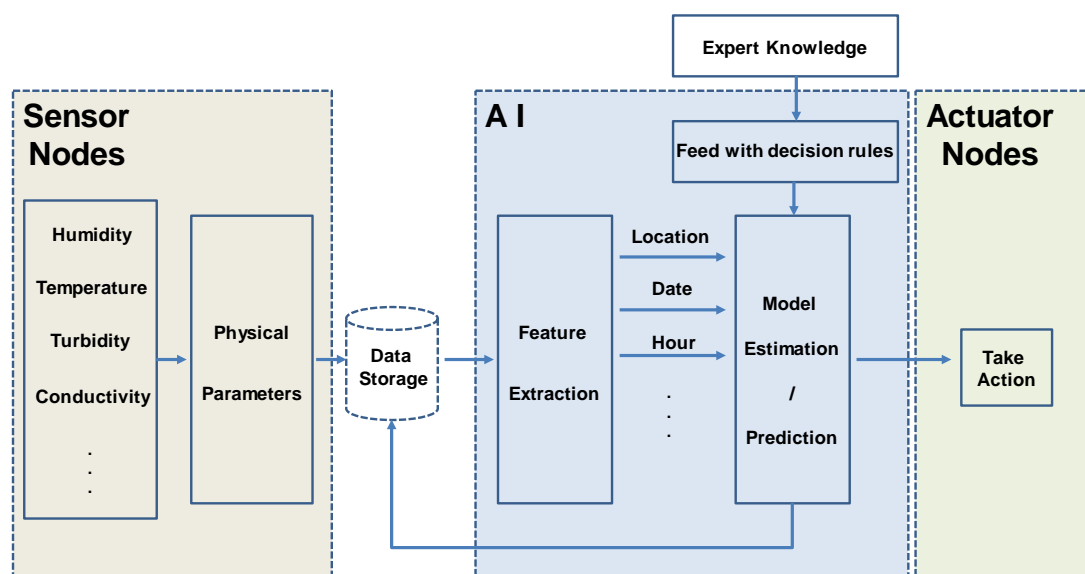 Expert Knowledge
Sensor
Nodes
A I
Actuator
Nodes
Feed with decision rules
Humidity
Temperature
Turbidity
Conductivity
.
.
.
Physical
Parameters
Data
Storage
Feature
Extraction
Location
Date
Hour
.
.
.
Model
Estimation
/
Prediction
Take
Action